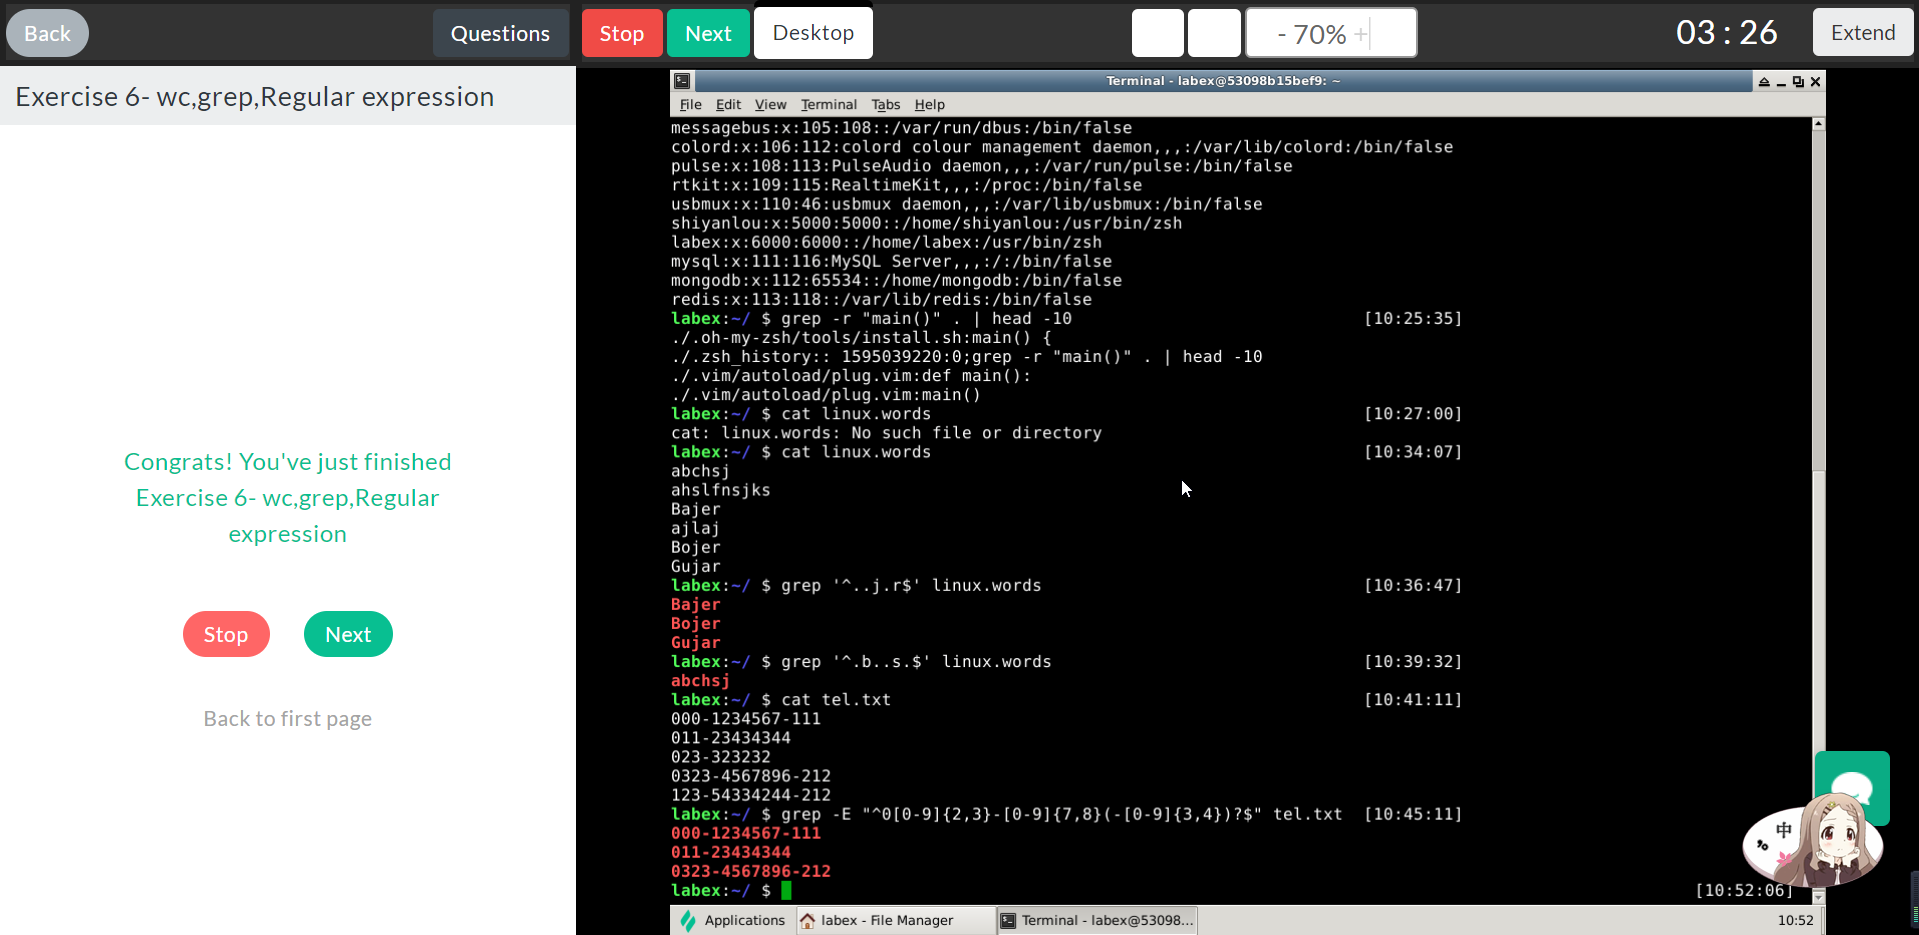 Back
Questions
Stop
Next
Desktop
- 70% +
03 : 26
Extend
Exercise 6- wc,grep,Regular expression
Congrats! You've just finished
Exercise 6- wc,grep,Regular
expression
Stop
Next
Back to first page
Terminal - labex@53098b15bef9: ~
File Edit View Terminal Tabs Help
messagebus:x:105:108::/var/run/dbus:/bin/false
colord:x:106:112:colord colour management daemon,,,:/var/lib/colord:/bin/false
pulse:x:108:113:PulseAudio daemon,,,:/var/run/pulse:/bin/false
rtkit:x:109:115:RealtimeKit,,,:/proc:/bin/false
usbmux:x:110:46:usbmux daemon,,,:/var/lib/usbmux:/bin/false
shiyanlou:x:5000:5000::/home/shiyanlou:/usr/bin/zsh
labex:x:6000:6000::/home/labex:/usr/bin/zsh
mysql:x:111:116:MySQL Server,,,:/:/bin/false
mongodb:x:112:65534::/home/mongodb:/bin/false
redis:x:113:118::/var/lib/redis:/bin/false
labex:~/ $ grep -r "main()" . | head -10 [10:25:35]
./.oh-my-zsh/tools/install.sh:main() {
./.zsh_history:: 1595039220:0;grep -r "main()" . | head -10
./.vim/autoload/plug.vim:def main():
./.vim/autoload/plug.vim:main()
labex:~/ $ cat linux.words [10:27:00]
cat: linux.words: No such file or directory
labex:~/ $ cat linux.words [10:34:07]
abchsj
ahslfnsjks
Bajer
ajlaj
Bojer
Gujar
labex:~/ $ grep '^..j.r$' linux.words [10:36:47]
Bajer
Bojer
Gujar
labex:~/ $ grep '^.b..s.$' linux.words [10:39:32]
abchsj
labex:~/ $ cat tel.txt [10:41:11]
000-1234567-111
011-23434344
023-323232
0323-4567896-212
123-54334244-212
labex:~/ $ grep -E "^0[0-9]{2,3}-[0-9]{7,8}(-[0-9]{3,4})?$" tel.txt [10:45:11]
000-1234567-111
011-23434344
0323-4567896-212
labex:~/ $ [10:52:06]
中
Applications
labex - File Manager
Terminal - labex@53098...
10:52